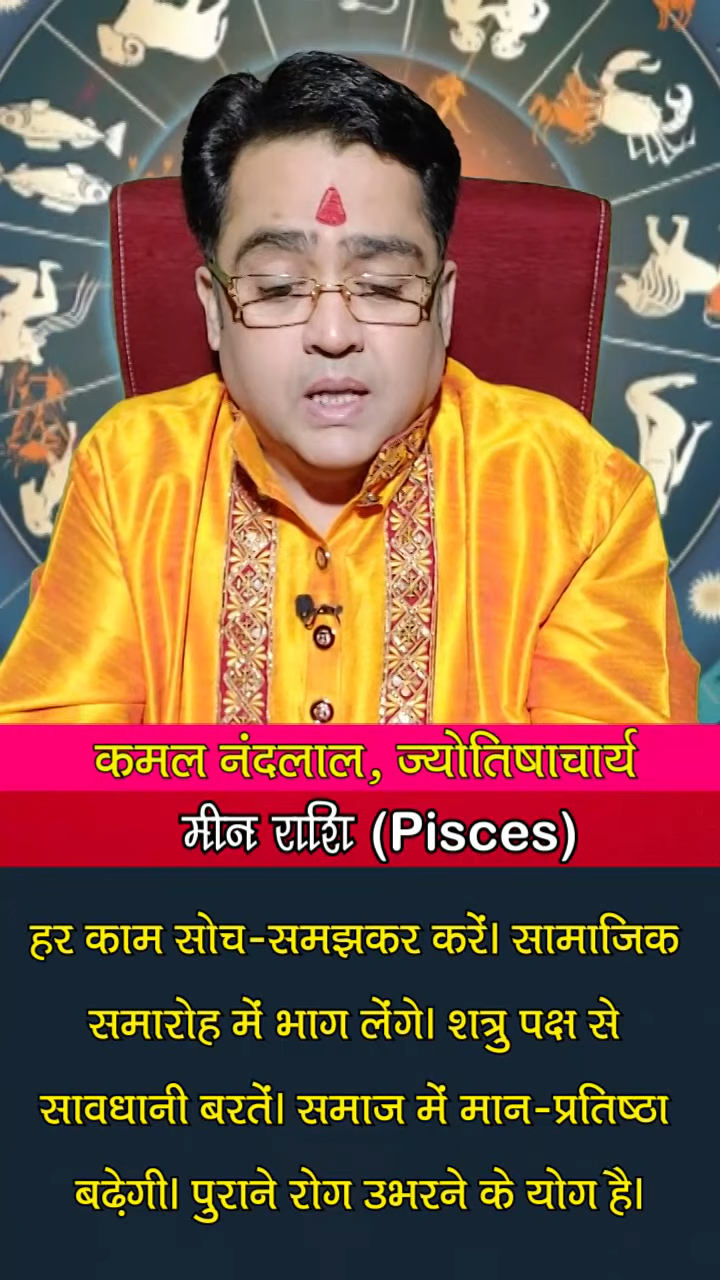 कमल नंदलाल, ज्योतिषाचार्य
मीन राशि (Pisces)
हर काम सोच-समझकर करें। सामाजिक
समारोह में भाग लेंगे। शत्रु पक्ष से
सावधानी बरतें। समाज में मान-प्रतिष्ठा
बढ़ेगी। पुराने रोग उभरने के योग है।